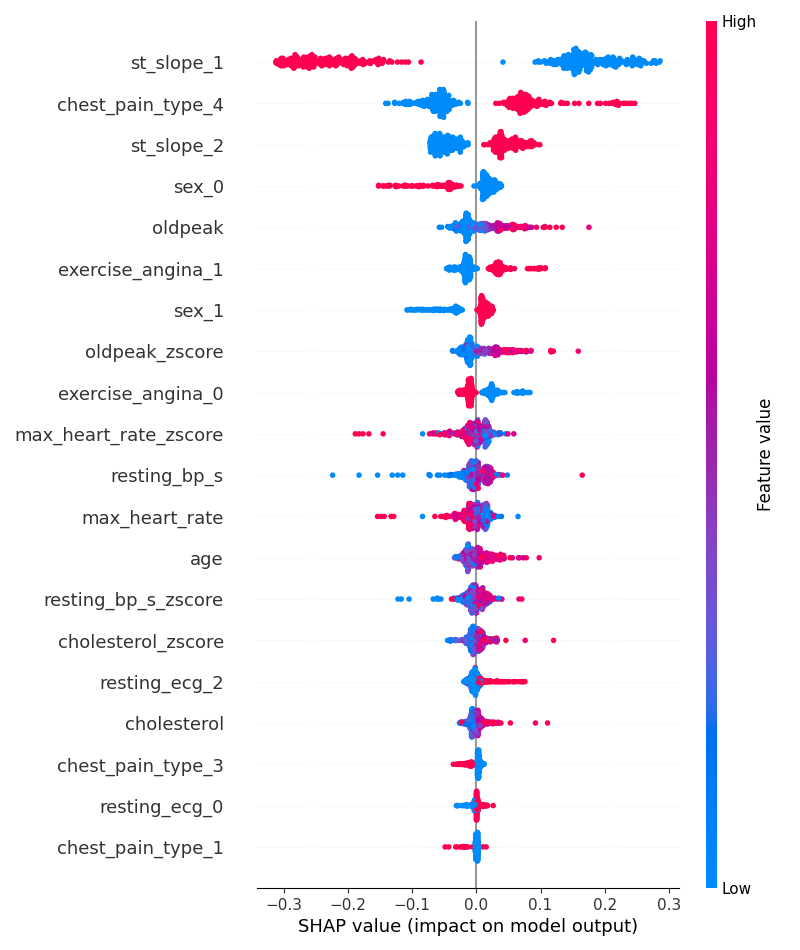 High
st_slope_1
chest_pain_type_4
st_slope_2
sex_0
oldpeak
exercise_angina_1
sex_1
oldpeak_zscore
exercise_angina_0
max_heart_rate_zscore
resting_bp_s
max_heart_rate
age
resting_bp_s_zscore
cholesterol_zscore
resting_ecg_2
cholesterol
chest_pain_type_3
resting_ecg_0
chest_pain_type_1
Feature value
Low
−0.3 −0.2 −0.1 0.0 0.1 0.2 0.3
SHAP value (impact on model output)